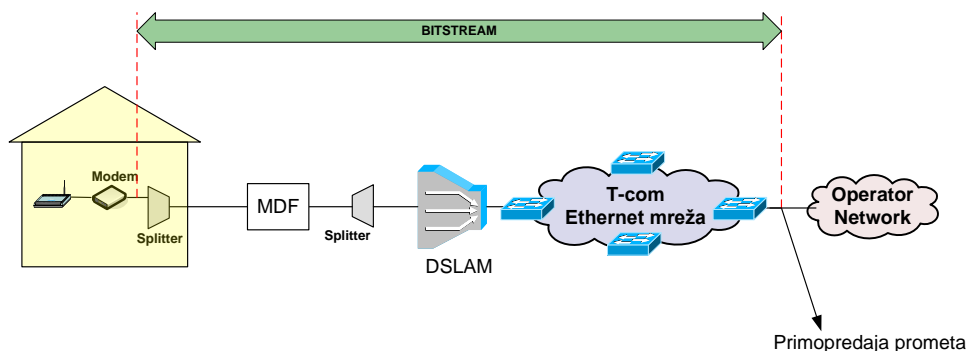 BITSTREAM
Modem
Splitter
MDF
Splitter
DSLAM
T-com
Ethernet mreža
Operator
Network
Primopredaja prometa